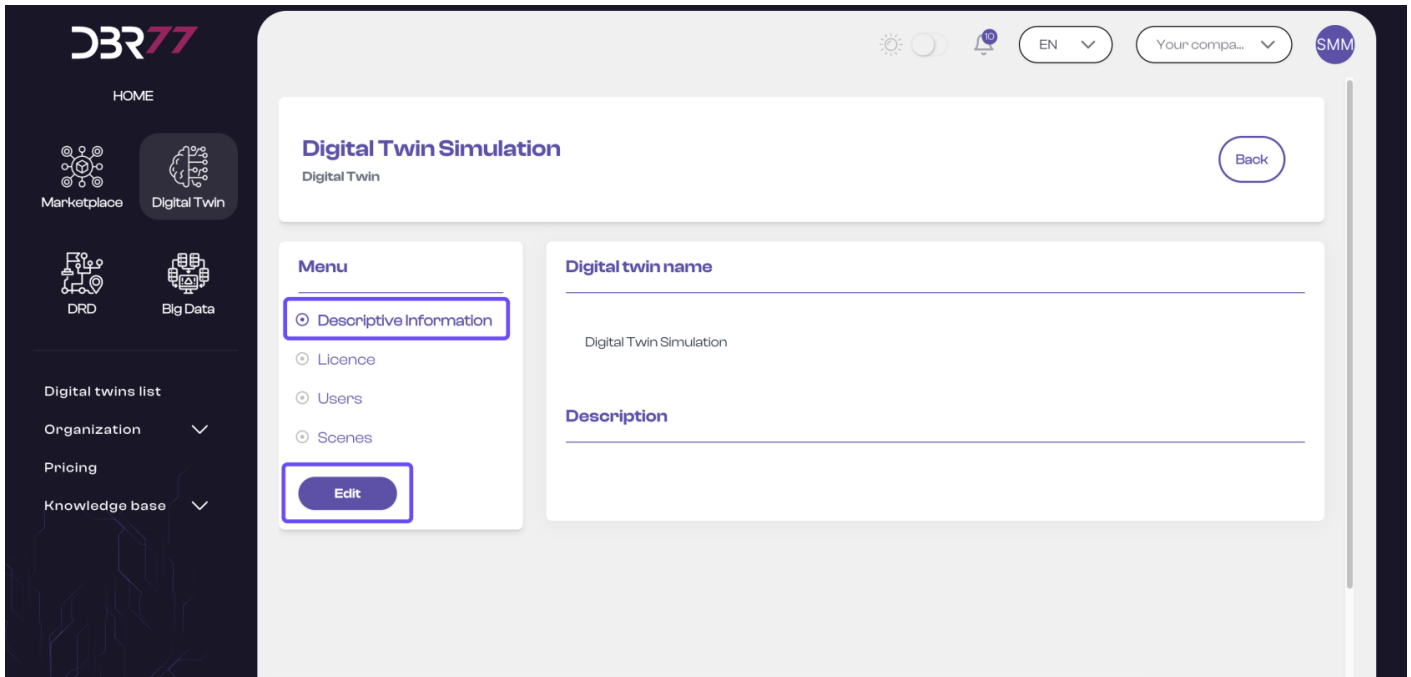 DBR77
10
EN
Your compa...
SMM
HOME
Marketplace
Digital Twin
DRD
Big Data
Digital twins list
Organization
Pricing
Knowledge base
Digital Twin Simulation
Digital Twin
Back
Menu
Descriptive Information
Licence
Users
Scenes
Edit
Digital twin name
Digital Twin Simulation
Description